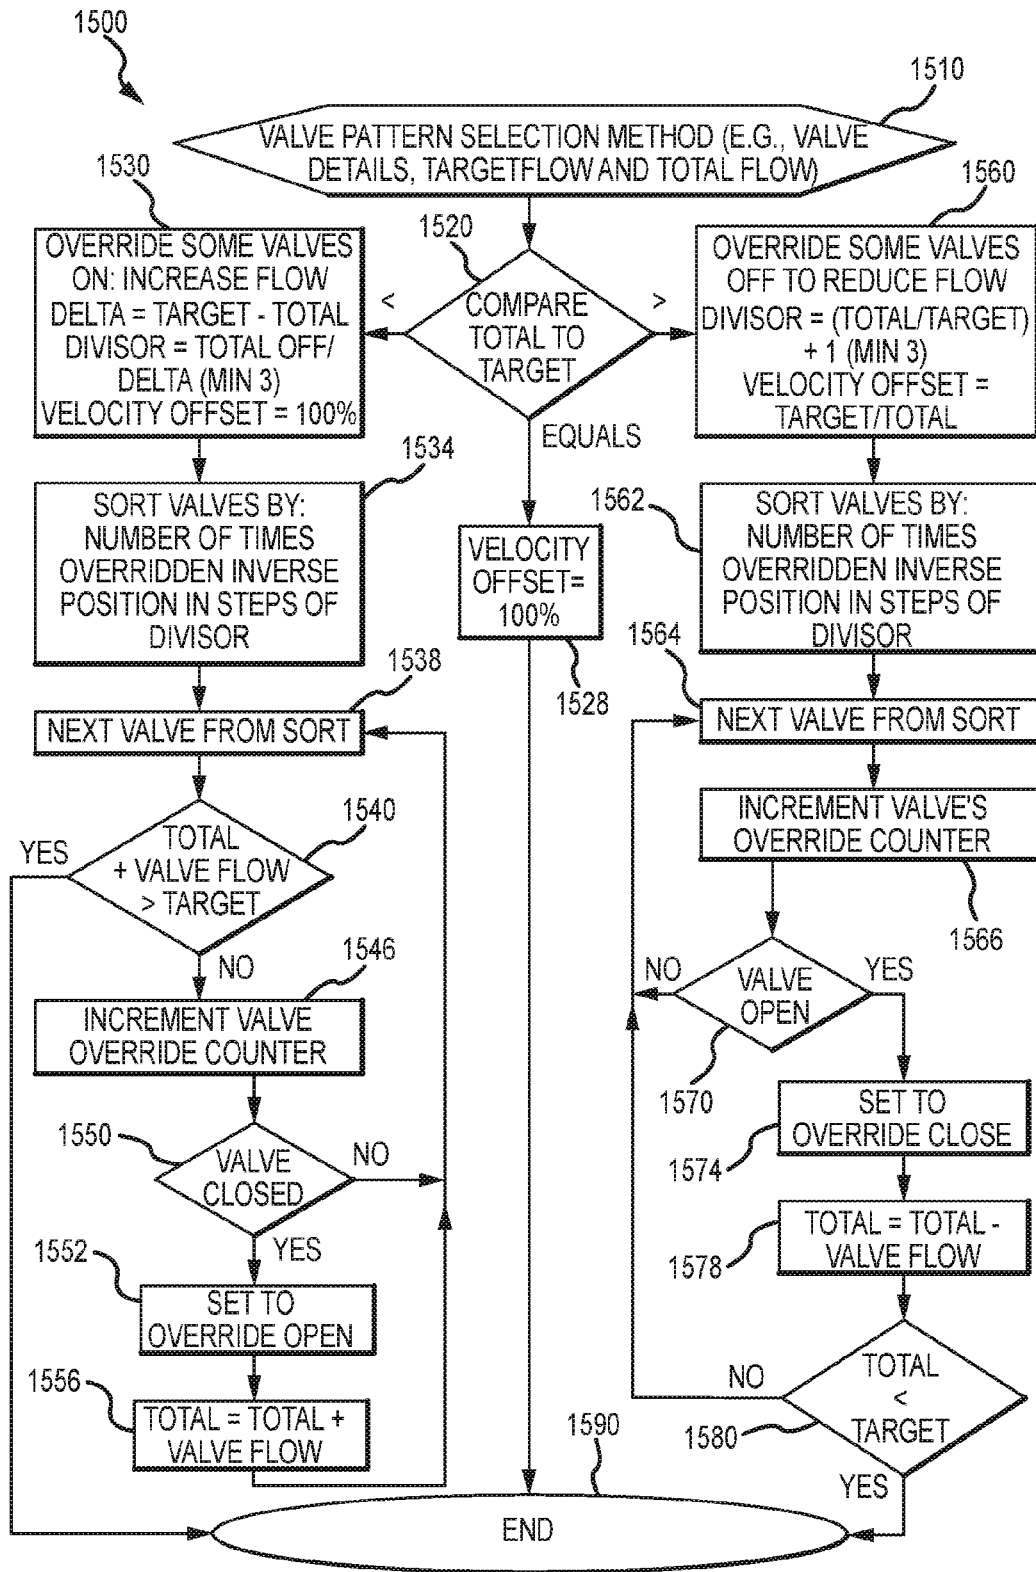 1500
1510
VALVE PATTERN SELECTION METHOD (E.G., VALVE
DETAILS, TARGETFLOW AND TOTAL FLOW)
1530
OVERRIDE SOME VALVES
ON: INCREASE FLOW
DELTA = TARGET - TOTAL
DIVISOR = TOTAL OFF/
DELTA (MIN 3)
VELOCITY OFFSET = 100%
1520
<
COMPARE
TOTAL TO
TARGET
>
EQUALS
1560
OVERRIDE SOME VALVES
OFF TO REDUCE FLOW
DIVISOR = (TOTAL/TARGET)
+ 1 (MIN 3)
VELOCITY OFFSET =
TARGET/TOTAL
1534
SORT VALVES BY:
NUMBER OF TIMES
OVERRIDDEN INVERSE
POSITION IN STEPS OF
DIVISOR
VELOCITY
OFFSET=
100%
1528
1562
SORT VALVES BY:
NUMBER OF TIMES
OVERRIDDEN INVERSE
POSITION IN STEPS OF
DIVISOR
1538
NEXT VALVE FROM SORT
1564
NEXT VALVE FROM SORT
1540
YES
TOTAL
+ VALVE FLOW
> TARGET
NO
INCREMENT VALVE'S
OVERRIDE COUNTER
1566
1546
INCREMENT VALVE
OVERRIDE COUNTER
NO
VALVE
OPEN
YES
1570
1550
VALVE
CLOSED
NO
YES
SET TO
OVERRIDE CLOSE
1574
1552
SET TO
OVERRIDE OPEN
TOTAL = TOTAL -
VALVE FLOW
1578
1556
TOTAL = TOTAL +
VALVE FLOW
NO
TOTAL
<
TARGET
1580
YES
1590
END